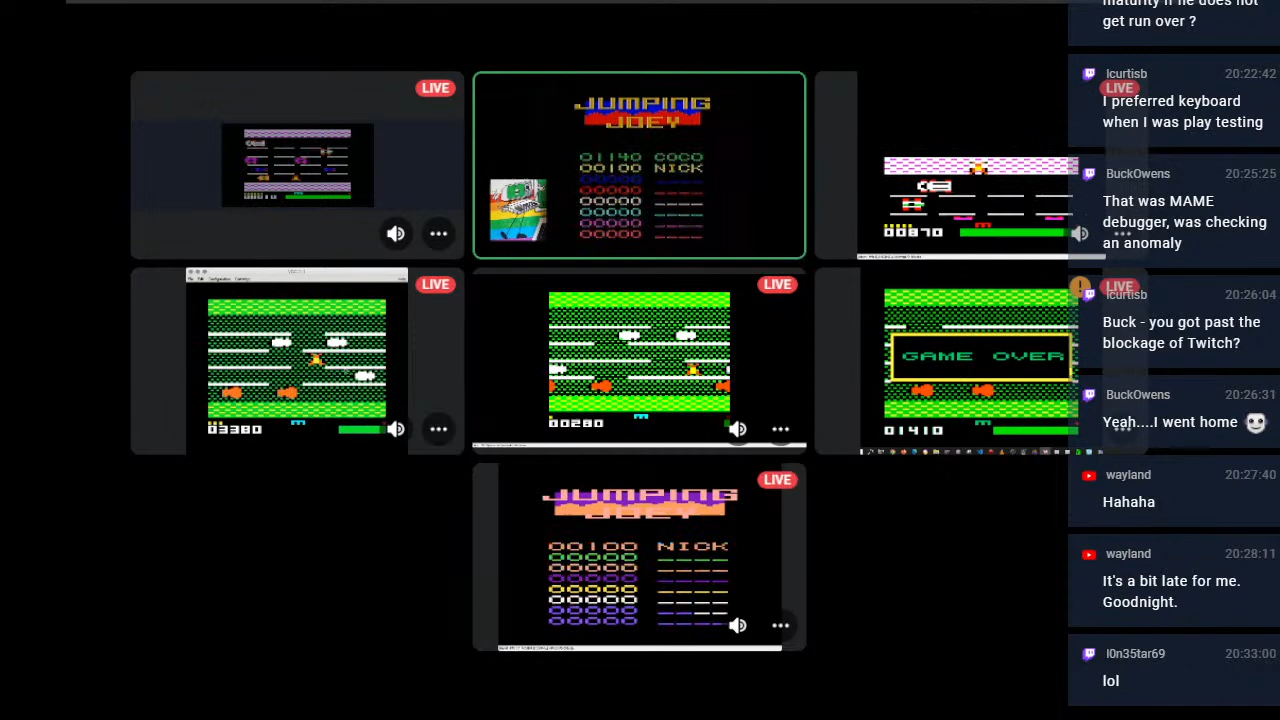 maturity if he does not
get run over ?
LIVE
JUMPING
JOEY
01140 COCO
00100 NICK
00000 ----
00000 ----
00000 ----
00000 ----
00000 ----
00000 ----
LIVE
00870
lcurtisb 20:22:42
I preferred keyboard
when I was play testing
BuckOwens 20:25:25
That was MAME
debugger, was checking
an anomaly
LIVE
03380
LIVE
00280
LIVE
GAME OVER
01410
lcurtisb 20:26:04
Buck - you got past the
blockage of Twitch?
BuckOwens 20:26:31
Yeah....I went home
LIVE
JUMPING
JOEY
00100 NICK
00000 ----
00000 ----
00000 ----
00000 ----
00000 ----
00000 ----
00000 ----
wayland 20:27:40
Hahaha
wayland 20:28:11
It's a bit late for me.
Goodnight.
l0n35tar69 20:33:00
lol